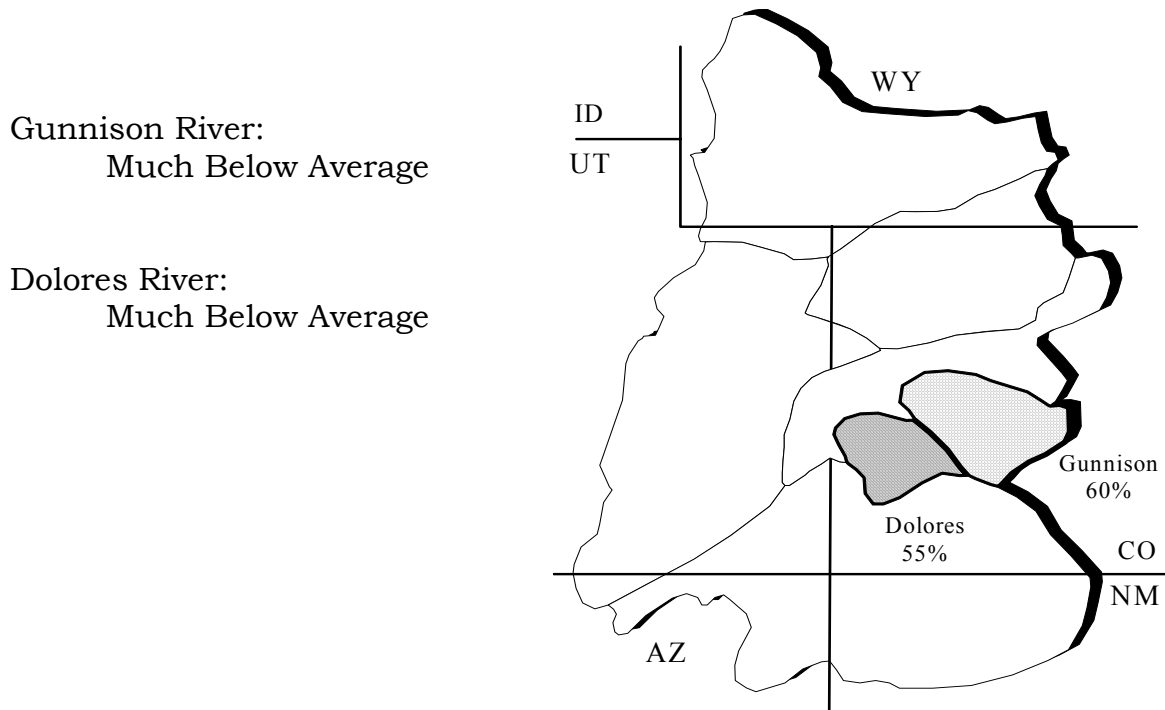 Gunnison River:
Much Below Average
Dolores River:
Much Below Average
WY
ID
UT
Gunnison
60%
Dolores
55%
CO
NM
AZ